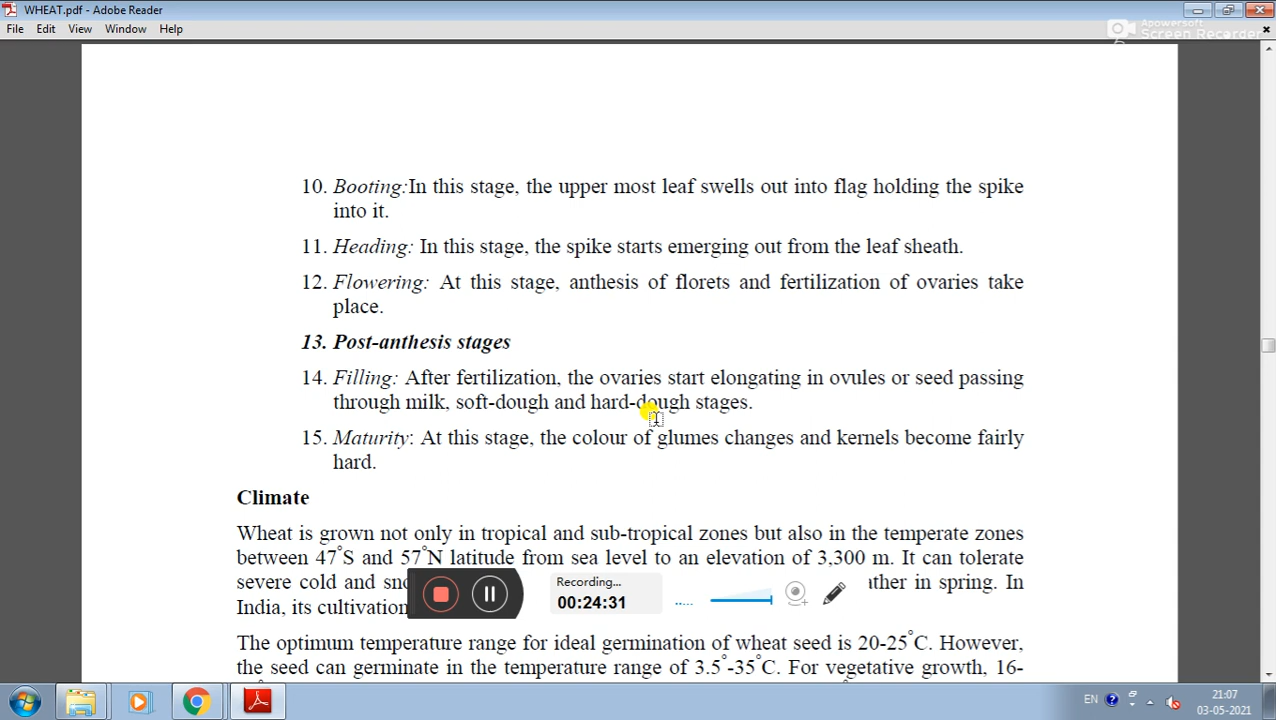 WHEAT.pdf - Adobe Reader
File Edit View Window Help
Apowersoft
Screen Recorder
10. Booting:In this stage, the upper most leaf swells out into flag holding the spike
into it.
11. Heading: In this stage, the spike starts emerging out from the leaf sheath.
12. Flowering: At this stage, anthesis of florets and fertilization of ovaries take
place.
13. Post-anthesis stages
14. Filling: After fertilization, the ovaries start elongating in ovules or seed passing
through milk, soft-dough and hard-dough stages.
15. Maturity: At this stage, the colour of glumes changes and kernels become fairly
hard.
Climate
Wheat is grown not only in tropical and sub-tropical zones but also in the temperate zones
between 47°S and 57°N latitude from sea level to an elevation of 3,300 m. It can tolerate
severe cold and in spring. In
India, its cultivation
Recording...
00:24:31
The optimum temperature range for ideal germination of wheat seed is 20-25°C. However,
the seed can germinate in the temperature range of 3.5°-35°C. For vegetative growth, 16-
EN
21:07
03-05-2021